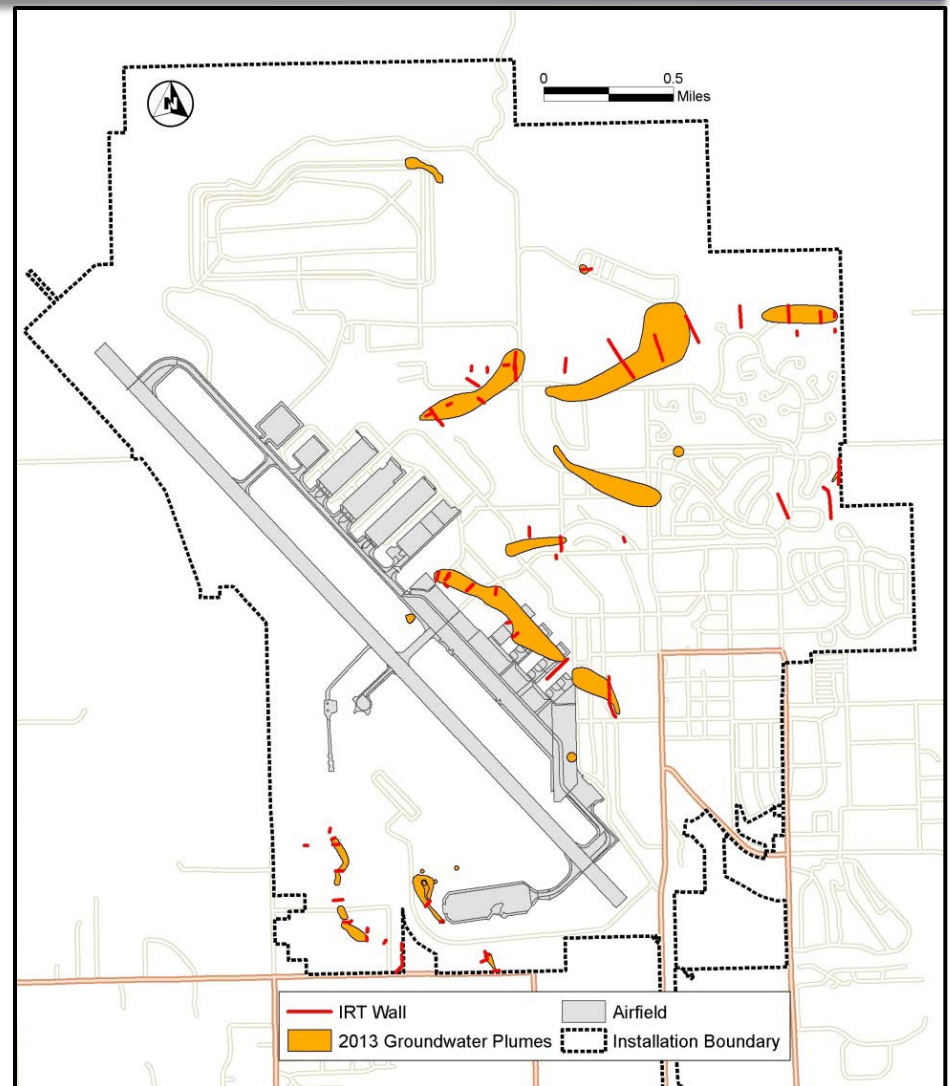 N
0 0.5
Miles
IRT Wall
2013 Groundwater Plumes
Airfield
Installation Boundary